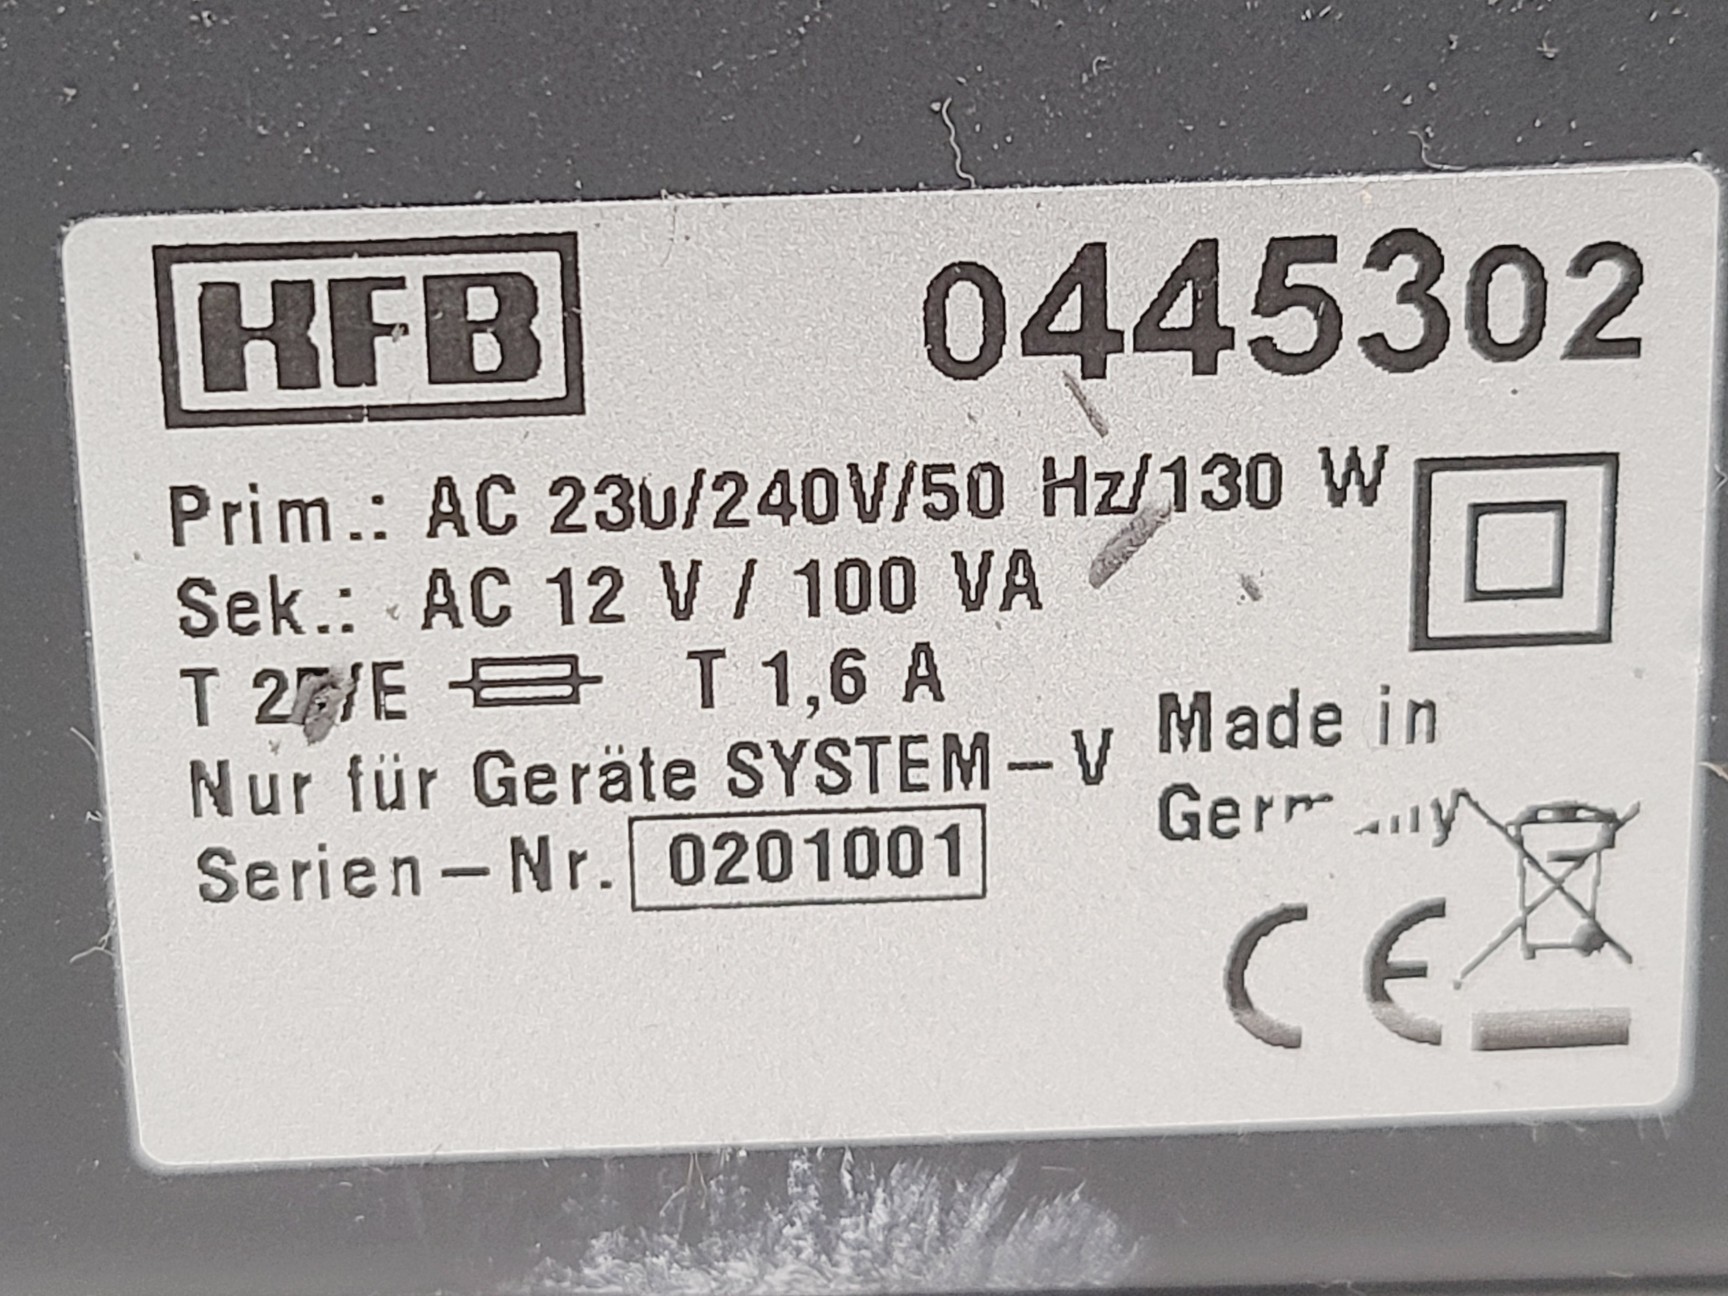 HFB 0445302
Prim.: AC 230/240V/50 Hz/130 W
Sek.: AC 12 V / 100 VA
T 1,6 A
Nur für Geräte SYSTEM-V
Serien-Nr. 0201001
Made in
Germany
CE